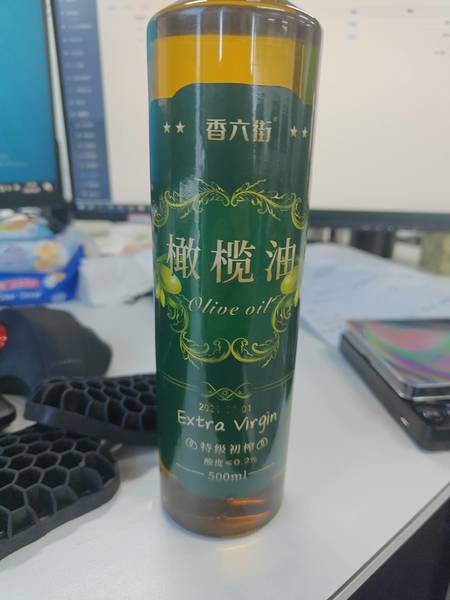 香六街
橄榄油
Olive oil
Extra Virgin
特级初榨
酸度≤0.2%
500ml